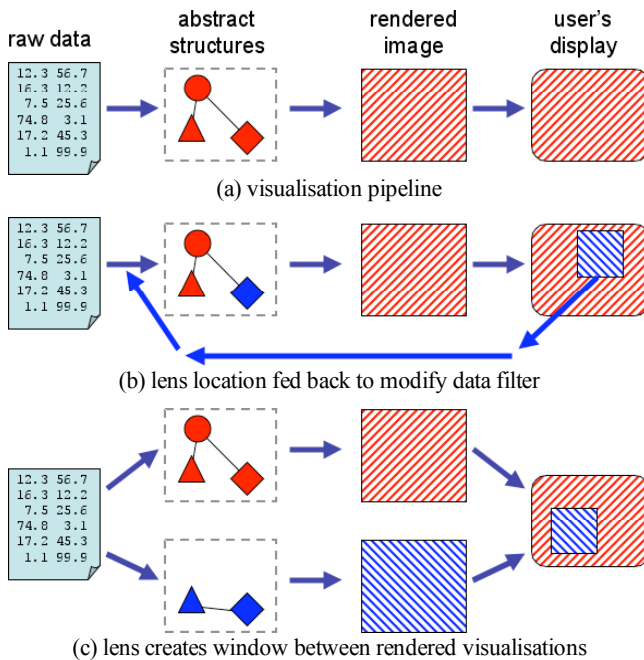 raw data
abstract
structures
rendered
image
user's
display
12.3 56.7
16.3 12.2
7.5 25.6
74.8 3.1
17.2 45.3
1.1 99.9
(a) visualisation pipeline
12.3 56.7
16.3 12.2
7.5 25.6
74.8 3.1
17.2 45.3
1.1 99.9
(b) lens location fed back to modify data filter
12.3 56.7
16.3 12.2
7.5 25.6
74.8 3.1
17.2 45.3
1.1 99.9
(c) lens creates window between rendered visualisations